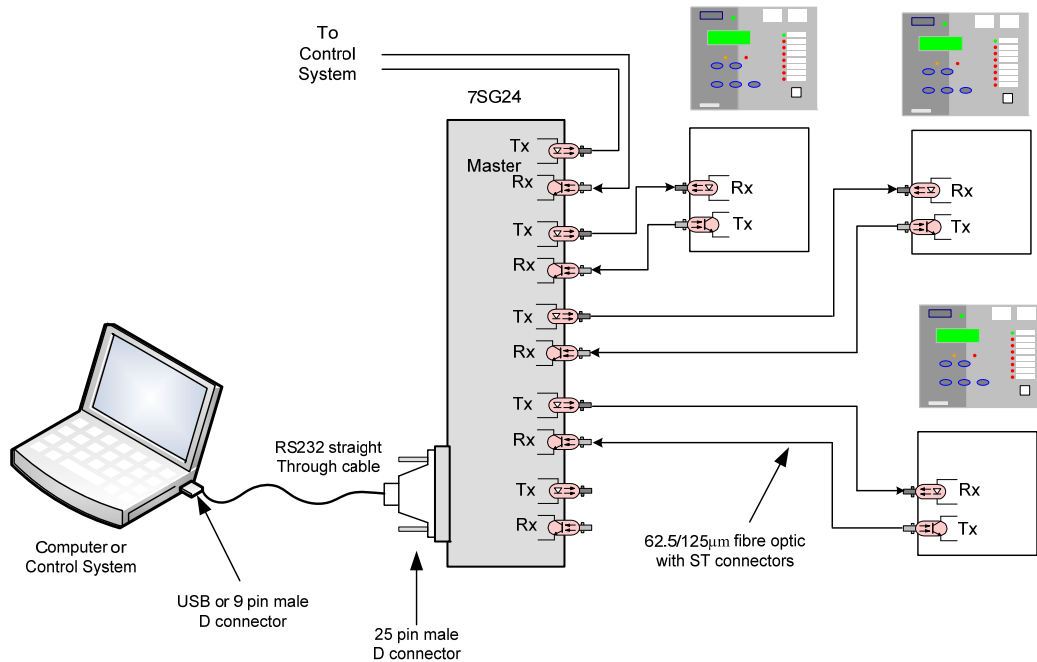 To
Control
System
7SG24
Tx
Master
Rx
Tx
Rx
Tx
Rx
Tx
Rx
Tx
Rx
Rx
Tx
Rx
Tx
Rx
Tx
RS232 straight
Through cable
Computer or
Control System
USB or 9 pin male
D connector
25 pin male
D connector
62.5/125μm fibre optic
with ST connectors